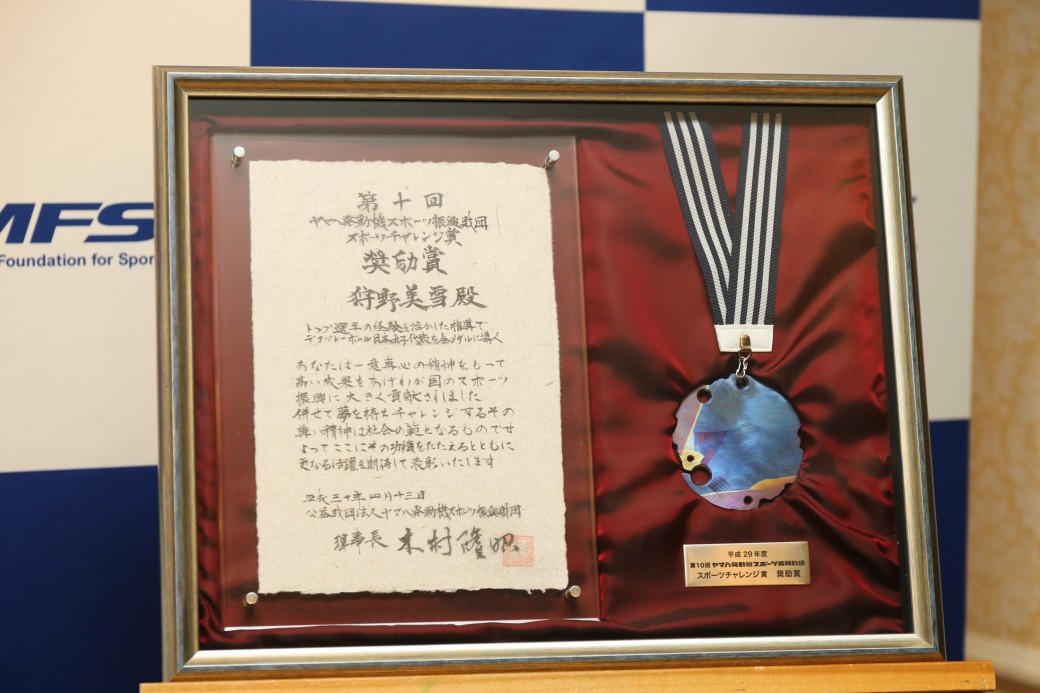 MFS
Foundation for Spor
第十回
ヤマハ発動機スポーツ振興財団
スポーツチャレンジ賞
奨励賞
狩野美雪殿
トップ選手の経験を活かした指導で
デフバレーボール日本女子代表を金メダルに導く
あなたは一意専心の精神をもって
高い成果をあげわが国のスポーツ
振興に大きく貢献されました
併せて夢を持ちチャレンジするその
尊い精神は社会の範となるものです
よってここにその功績をたたえるとともに
更なる活躍を期待して表彰いたします
平成三十年四月十三日
公益財団法人ヤマハ発動機スポーツ振興財団
理事長 木村隆昭
平成29年度
第10回 ヤマハ発動機スポーツ振興財団
スポーツチャレンジ賞 奨励賞